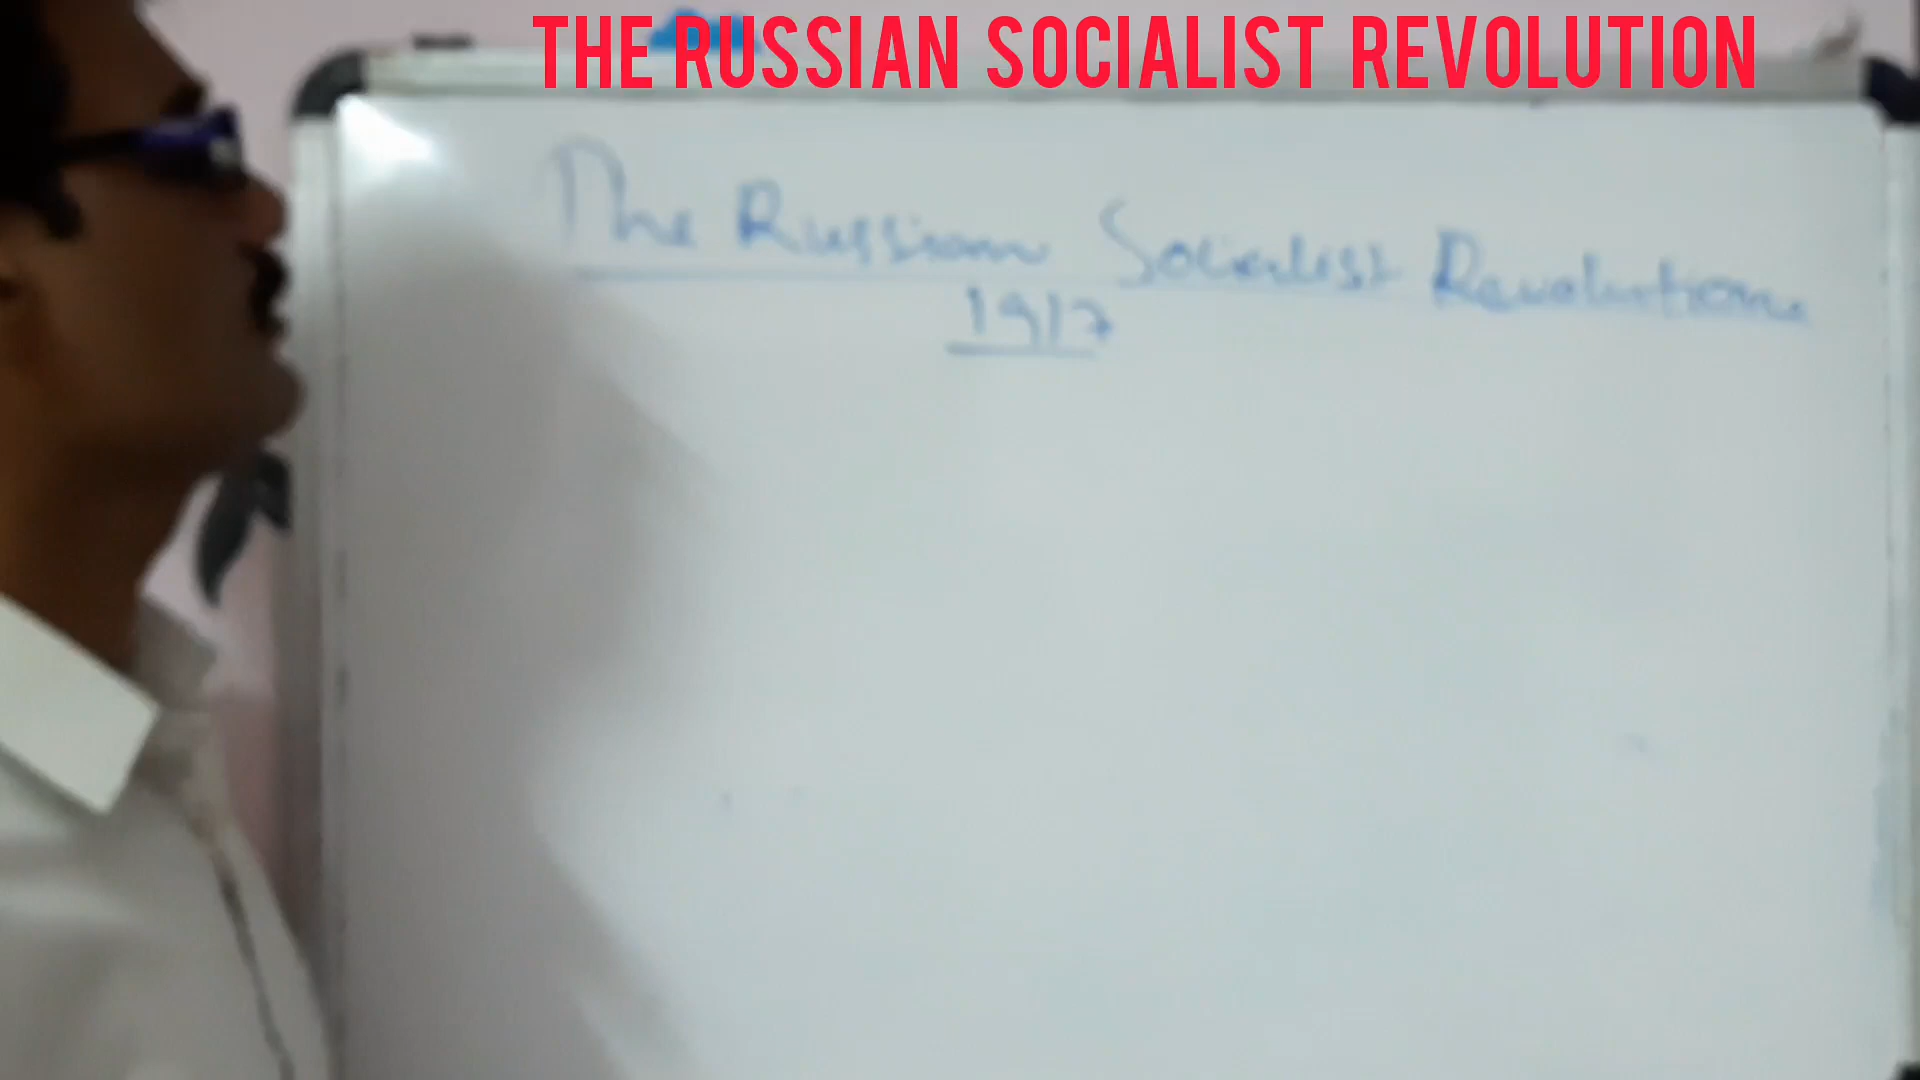 THE RUSSIAN SOCIALIST REVOLUTION
The Russian Socialist Revolution
1917